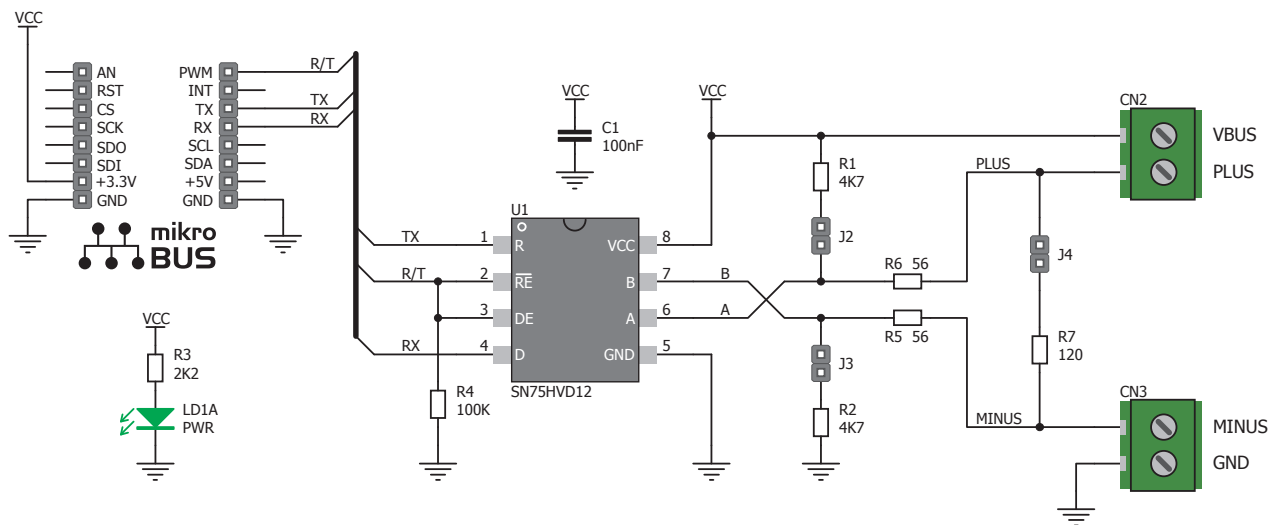 VCC
AN
RST
CS
SCK
SDO
SDI
+3.3V
GND
PWM
INT
TX
RX
SCL
SDA
+5V
GND
R/T
TX
RX
mikro
BUS
VCC
R3
2K2
LD1A
PWR
TX
R/T
RX
R4
100K
VCC
C1
100nF
U1
1
2
3
4
R
RE
DE
D
VCC
B
A
GND
8
7
6
5
SN75HVD12
VCC
B
A
R1
4K7
J2
R6 56
R5 56
J3
R2
4K7
PLUS
MINUS
J4
R7
120
CN2
VBUS
PLUS
CN3
MINUS
GND